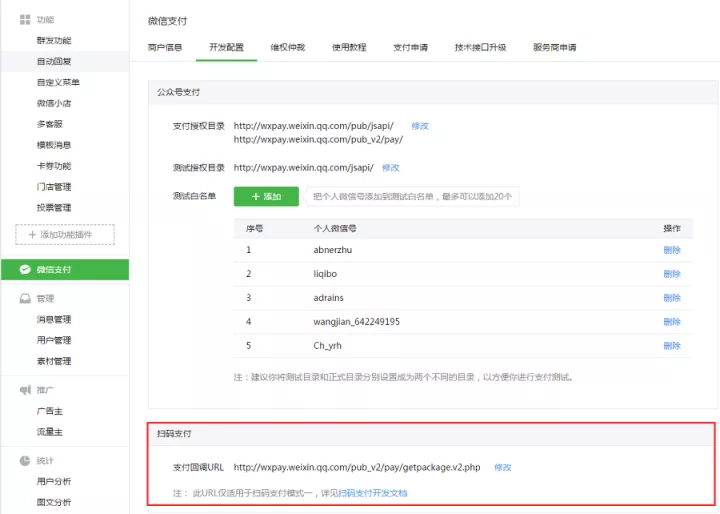 功能
群发功能
自动回复
自定义菜单
微信小店
多客服
模板消息
卡券功能
门店管理
投票管理
+ 添加功能插件
微信支付
管理
消息管理
用户管理
素材管理
推广
广告主
流量主
统计
用户分析
图文分析
微信支付
商户信息 开发配置 维权仲裁 使用教程 支付申请 技术接口升级 服务商申请
公众号支付
支付授权目录 http://wxpay.weixin.qq.com/pub/jsapi/ 修改
http://wxpay.weixin.qq.com/pub_v2/pay/
测试授权目录 http://wxpay.weixin.qq.com/jsapi/ 修改
测试白名单 + 添加 把个人微信号添加到测试白名单，最多可以添加20个
序号 个人微信号 操作
1 abnerzhu 删除
2 liqibo 删除
3 adrains 删除
4 wangjian_642249195 删除
5 Ch_yrh 删除
注：建议你将测试目录和正式目录分别设置成为两个不同的目录，以方便你进行支付测试。
扫码支付
支付回调URL http://wxpay.weixin.qq.com/pub_v2/pay/getpackage.v2.php 修改
注： 此URL仅适用于扫码支付模式一，详见扫码支付开发文档